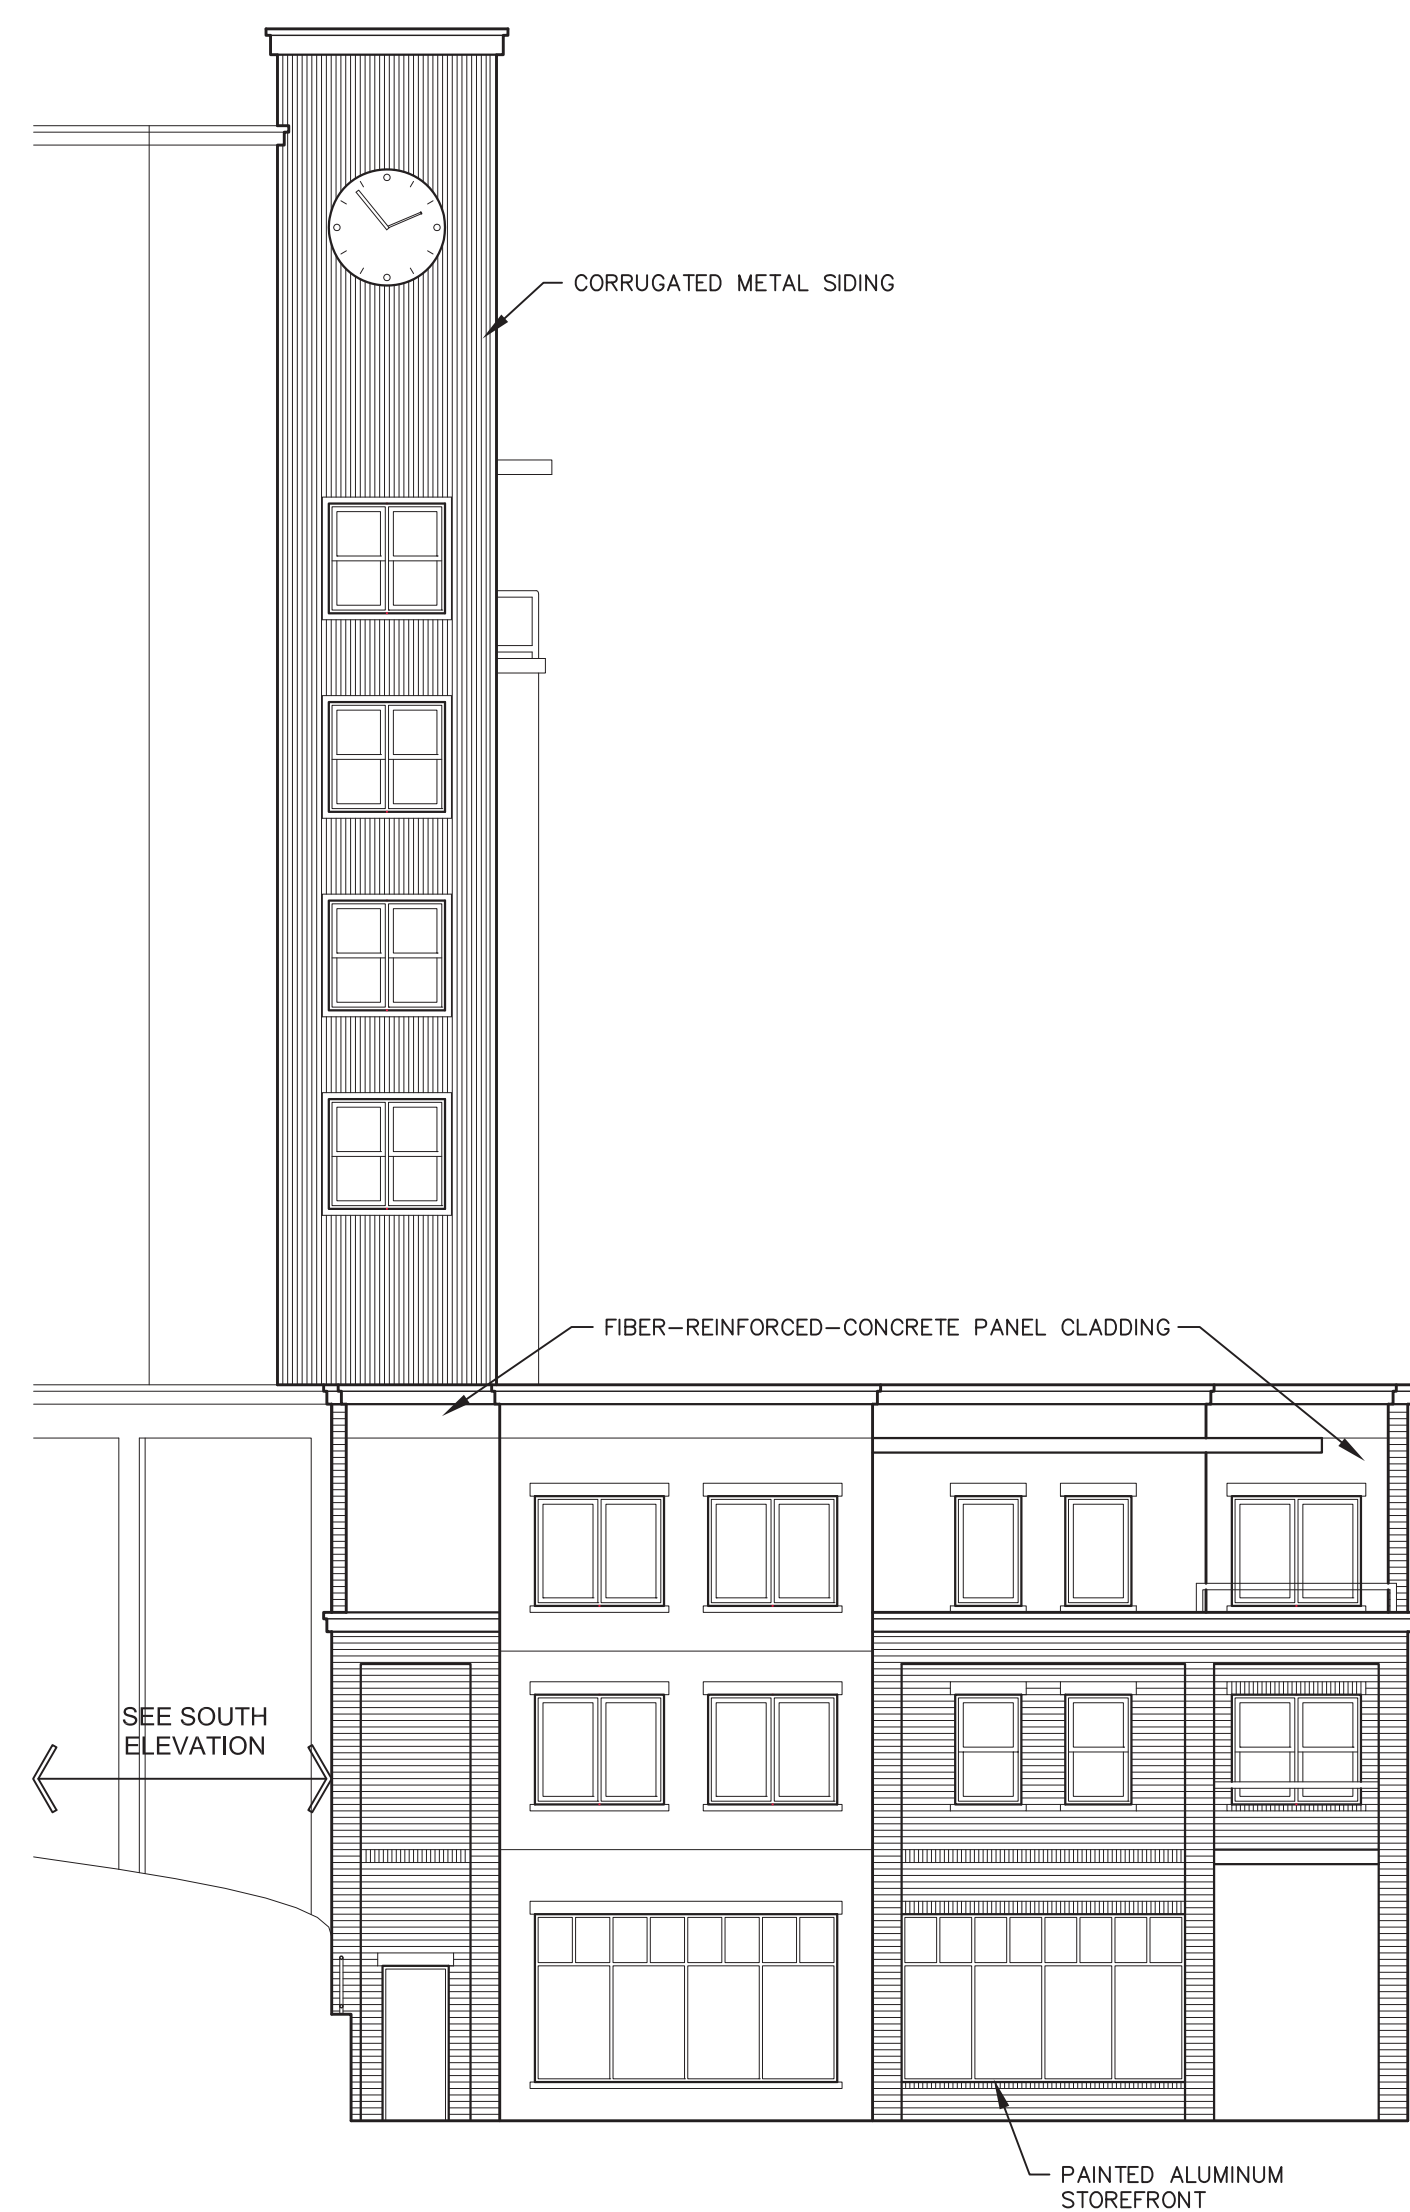 CORRUGATED METAL SIDING
FIBER-REINFORCED-CONCRETE PANEL CLADDING
SEE SOUTH
ELEVATION
PAINTED ALUMINUM
STOREFRONT